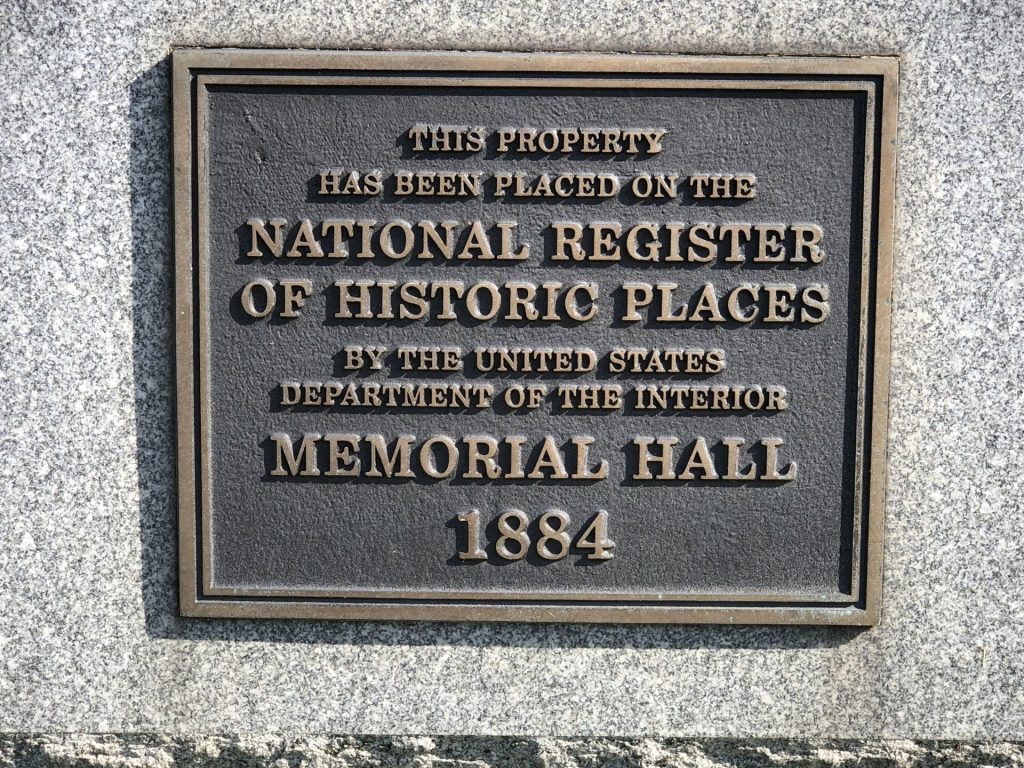 THIS PROPERTY
HAS BEEN PLACED ON THE
NATIONAL REGISTER
OF HISTORIC PLACES
BY THE UNITED STATES
DEPARTMENT OF THE INTERIOR
MEMORIAL HALL
1884